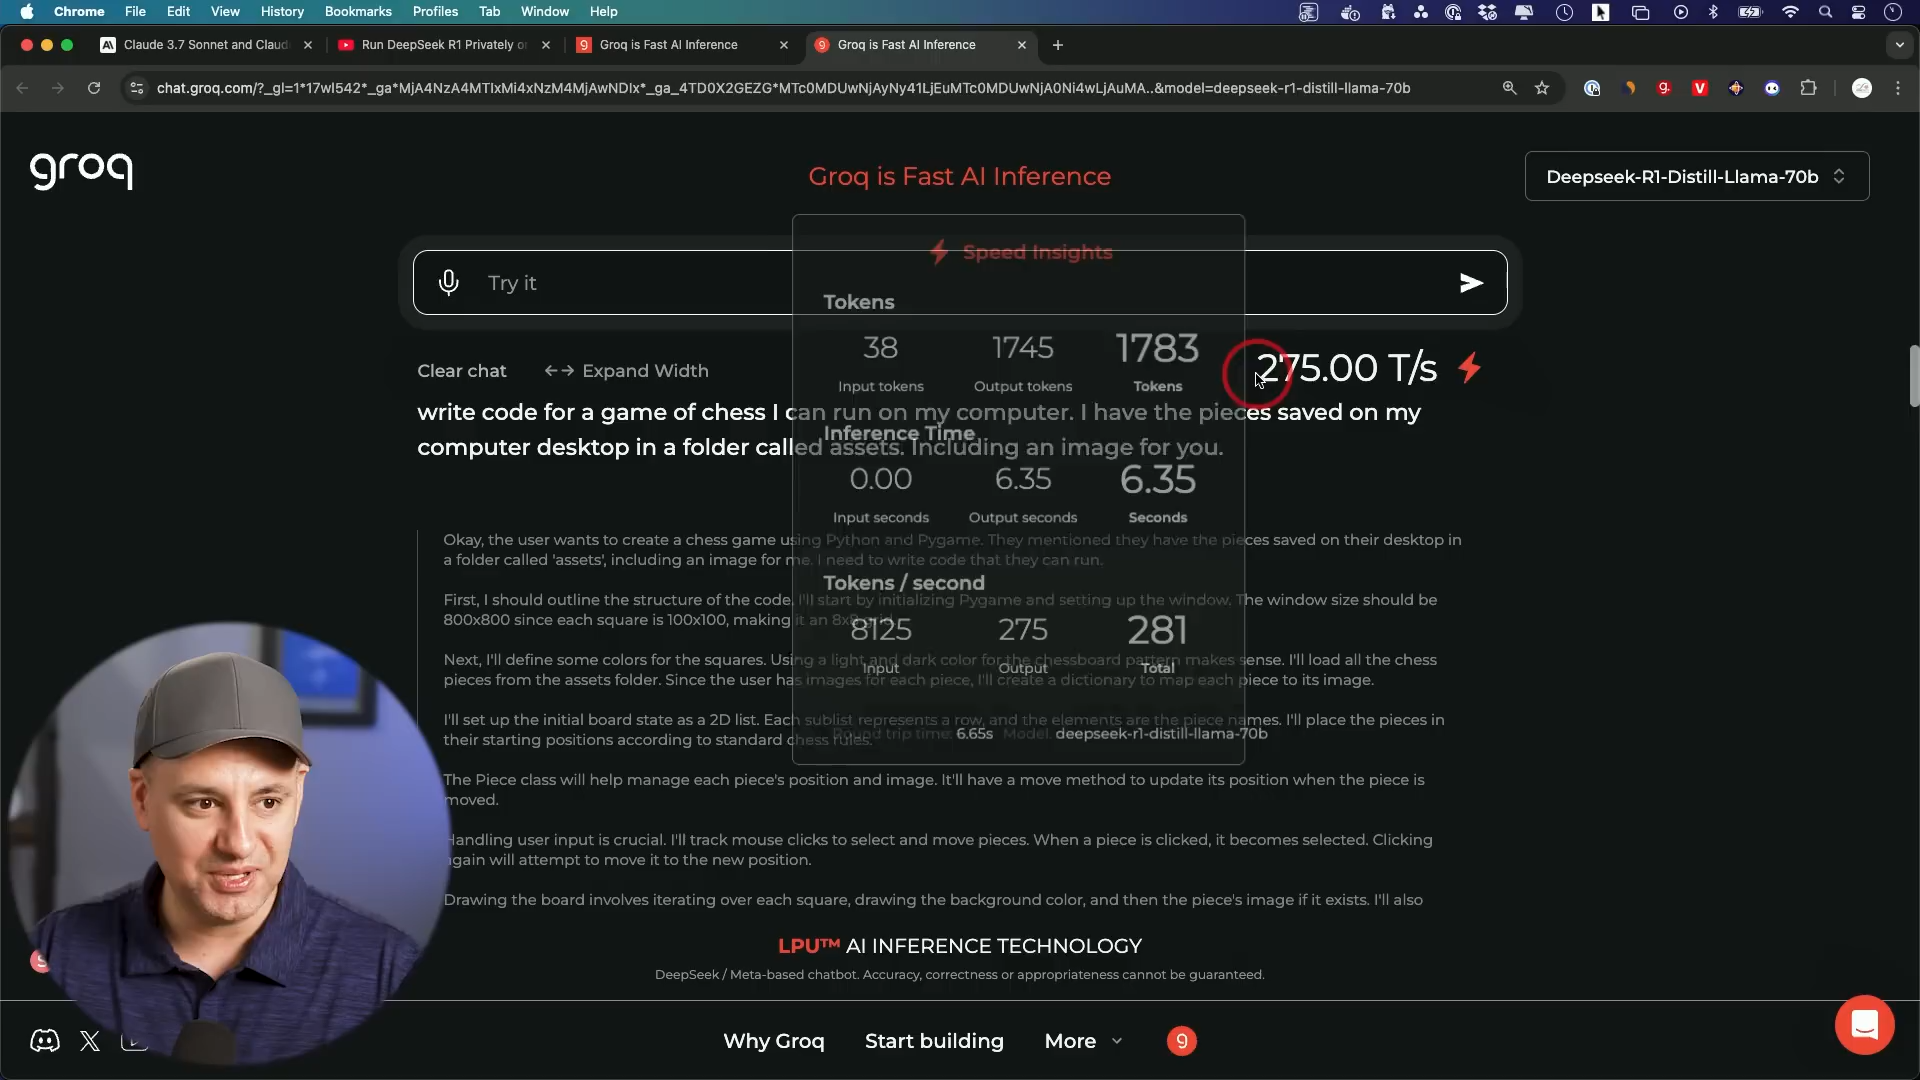 Chrome File Edit View History Bookmarks Profiles Tab Window Help
Claude 3.7 Sonnet and Claud
Run DeepSeek R1 Privately o
Groq is Fast AI Inference
Groq is Fast AI Inference
chat.groq.com/?_gl=1*17wl542*_ga*MjA4NzA4MTIxMi4xNzM4MjAwNDIx*_ga_4TD0X2GEZG*MTc0MDUwNjAyNy41LjEuMTc0MDUwNjA0Ni4wLjAuMA..&model=deepseek-r1-distill-llama-70b
groq
Groq is Fast AI Inference
Deepseek-R1-Distill-Llama-70b
Try it
Clear chat
Expand Width
275.00 T/s
write code for a game of chess I can run on my computer. I have the pieces saved on my
computer desktop in a folder called assets. Including an image for you.
Speed Insights
Tokens
38 1745 1783
Input tokens Output tokens Tokens
Inference Time
0.00 6.35 6.35
Input seconds Output seconds Seconds
Tokens / second
8125 275 281
Input Output Total
Round trip time: 6.65s Model: deepseek-r1-distill-llama-70b
Okay, the user wants to create a chess game using Python and Pygame. They mentioned they have the pieces saved on their desktop in
a folder called 'assets', including an image for me. I need to write code that they can run.
First, I should outline the structure of the code. I'll start by initializing Pygame and setting up the window. The window size should be
800x800 since each square is 100x100, making it an 8x8 grid.
Next, I'll define some colors for the squares. Using a light and dark color for the chessboard pattern makes sense. I'll load all the chess
pieces from the assets folder. Since the user has images for each piece, I'll create a dictionary to map each piece to its image.
I'll set up the initial board state as a 2D list. Each sublist represents a row, and the elements are the piece names. I'll place the pieces in
their starting positions according to standard chess rules.
The Piece class will help manage each piece's position and image. It'll have a move method to update its position when the piece is
moved.
Handling user input is crucial. I'll track mouse clicks to select and move pieces. When a piece is clicked, it becomes selected. Clicking
again will attempt to move it to the new position.
Drawing the board involves iterating over each square, drawing the background color, and then the piece's image if it exists. I'll also
LPU™ AI INFERENCE TECHNOLOGY
DeepSeek / Meta-based chatbot. Accuracy, correctness or appropriateness cannot be guaranteed.
Why Groq
Start building
More